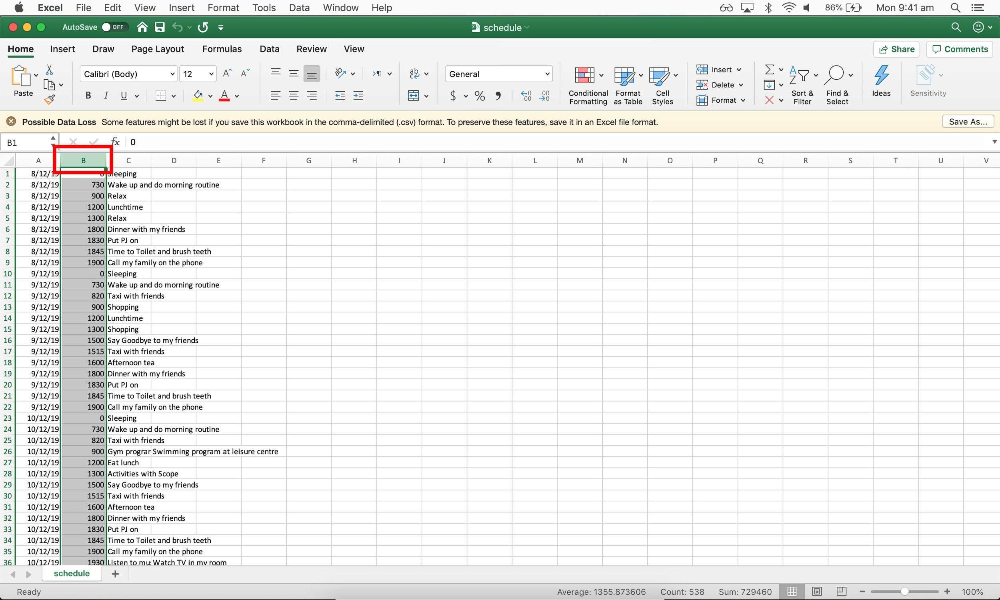 Excel File Edit View Insert Format Tools Data Window Help 86% Mon 9:41 am
AutoSave OFF schedule
Home Insert Draw Page Layout Formulas Data Review View Share Comments
Paste Calibri (Body) 12 General Conditional Formatting Format as Table Cell Styles Insert Delete Format Sort & Filter Find & Select Ideas Sensitivity
Possible Data Loss Some features might be lost if you save this workbook in the comma-delimited (.csv) format. To preserve these features, save it in an Excel file format. Save As...
B1 fx 0
A B C D E F G H I J K L M N O P Q R S T U V
1 8/12/19 0 Sleeping
2 8/12/19 730 Wake up and do morning routine
3 8/12/19 900 Relax
4 8/12/19 1200 Lunchtime
5 8/12/19 1300 Relax
6 8/12/19 1800 Dinner with my friends
7 8/12/19 1830 Put PJ on
8 8/12/19 1845 Time to Toilet and brush teeth
9 8/12/19 1900 Call my family on the phone
10 9/12/19 0 Sleeping
11 9/12/19 730 Wake up and do morning routine
12 9/12/19 820 Taxi with friends
13 9/12/19 900 Shopping
14 9/12/19 1200 Lunchtime
15 9/12/19 1300 Shopping
16 9/12/19 1500 Say Goodbye to my friends
17 9/12/19 1515 Taxi with friends
18 9/12/19 1600 Afternoon tea
19 9/12/19 1800 Dinner with my friends
20 9/12/19 1830 Put PJ on
21 9/12/19 1845 Time to Toilet and brush teeth
22 9/12/19 1900 Call my family on the phone
23 10/12/19 0 Sleeping
24 10/12/19 730 Wake up and do morning routine
25 10/12/19 820 Taxi with friends
26 10/12/19 900 Gym prograr Swimming program at leisure centre
27 10/12/19 1200 Eat lunch
28 10/12/19 1300 Activities with Scope
29 10/12/19 1500 Say Goodbye to my friends
30 10/12/19 1515 Taxi with friends
31 10/12/19 1600 Afternoon tea
32 10/12/19 1800 Dinner with my friends
33 10/12/19 1830 Put PJ on
34 10/12/19 1845 Time to Toilet and brush teeth
35 10/12/19 1900 Call my family on the phone
36 10/12/19 1930 Listen to mu Watch TV in my room
schedule
Ready Average: 1355.873606 Count: 538 Sum: 729460 100%